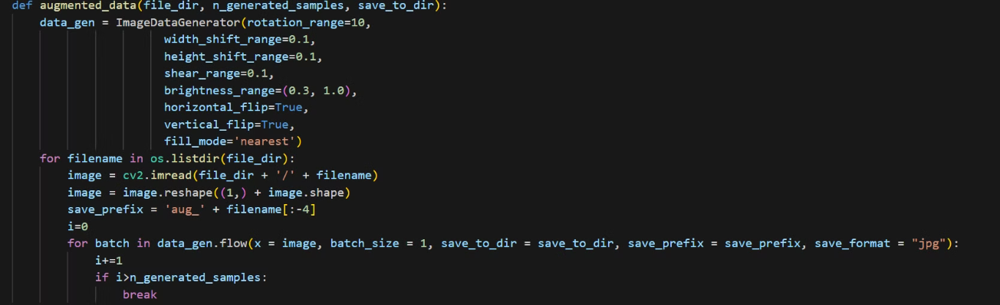 def augmented_data(file_dir, n_generated_samples, save_to_dir):
    data_gen = ImageDataGenerator(rotation_range=10,
                      width_shift_range=0.1,
                      height_shift_range=0.1,
                      shear_range=0.1,
                      brightness_range=(0.3, 1.0),
                      horizontal_flip=True,
                      vertical_flip=True,
                      fill_mode='nearest')
    for filename in os.listdir(file_dir):
        image = cv2.imread(file_dir + '/' + filename)
        image = image.reshape((1,) + image.shape)
        save_prefix = 'aug_' + filename[:-4]
        i=0
        for batch in data_gen.flow(x = image, batch_size = 1, save_to_dir = save_to_dir, save_prefix = save_prefix, save_format = "jpg"):
            i+=1
            if i>n_generated_samples:
                break